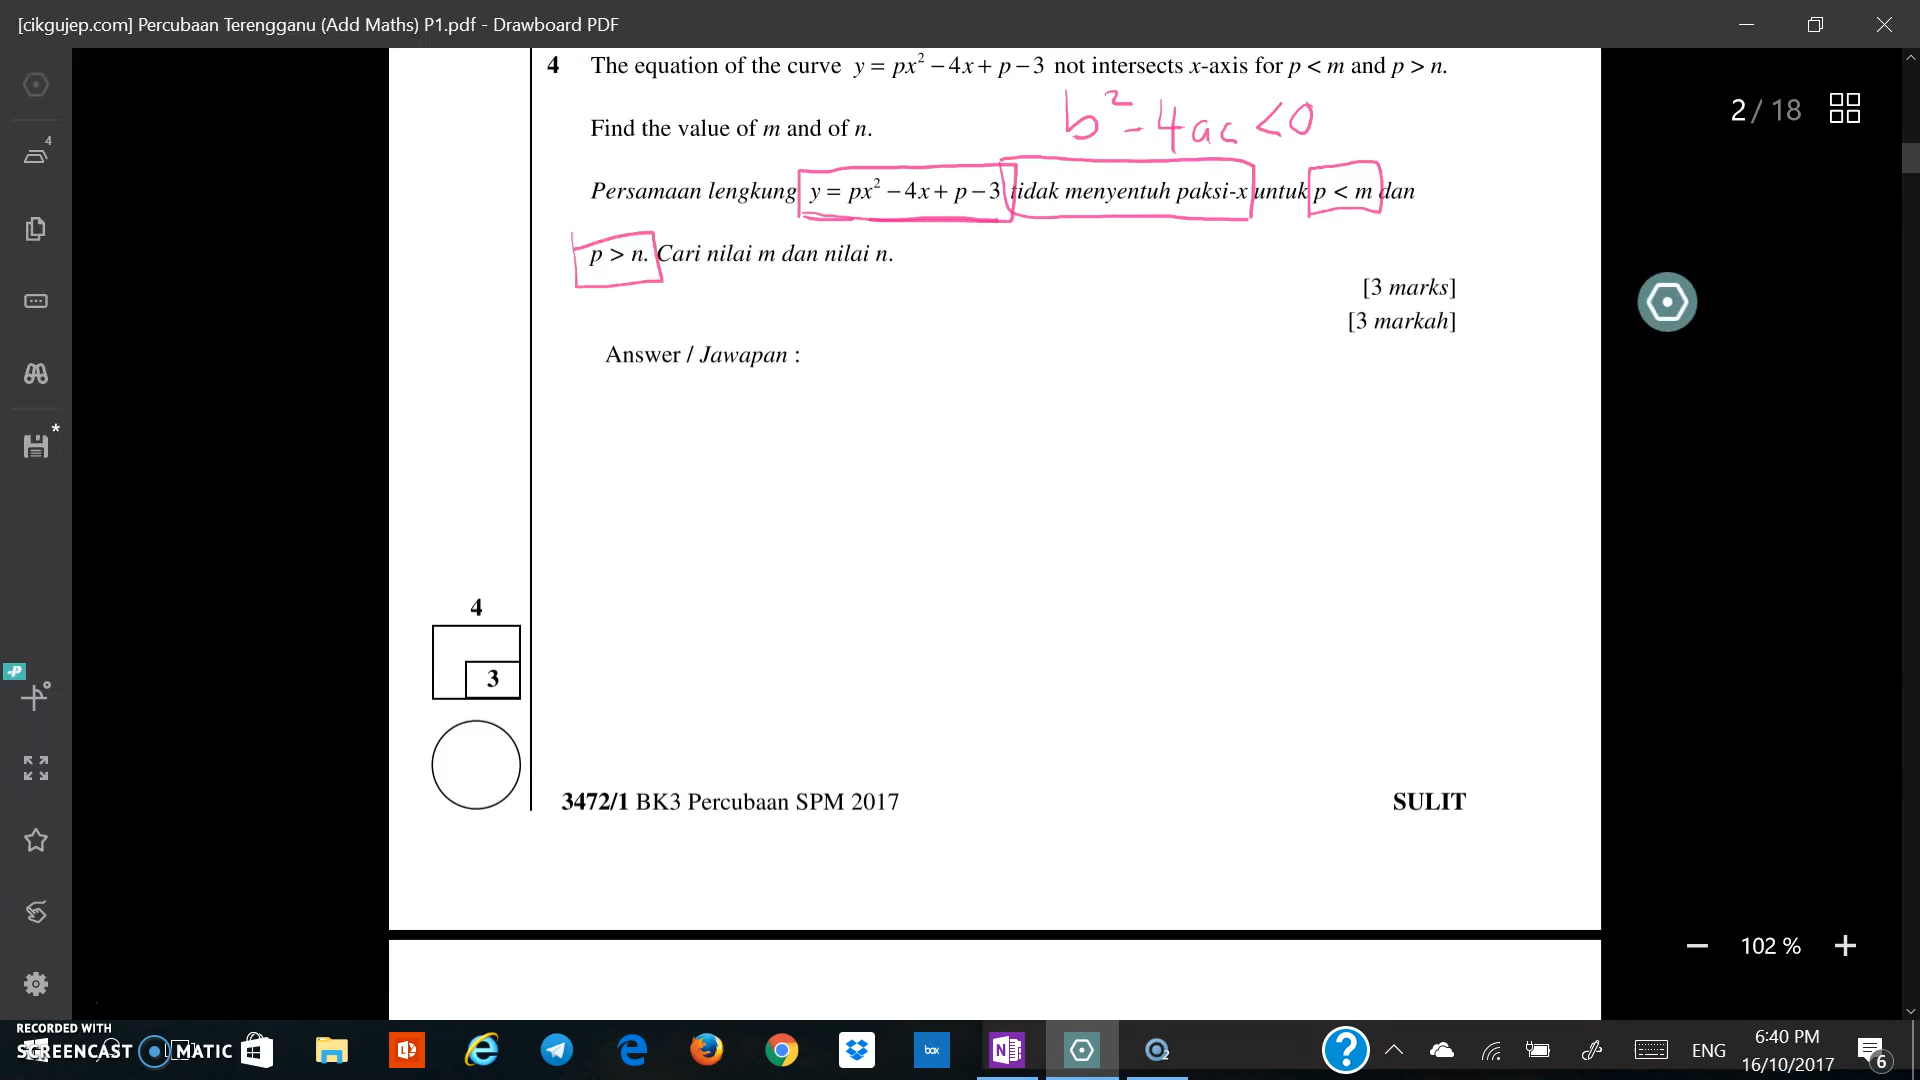 [cikgujep.com] Percubaan Terengganu (Add Maths) P1.pdf - Drawboard PDF
4 The equation of the curve y = px² − 4x + p − 3 not intersects x-axis for p < m and p > n.
2 / 18
b² - 4ac < 0
Find the value of m and of n.
Persamaan lengkung y = px² − 4x + p − 3 tidak menyentuh paksi-x untuk p < m dan
p > n. Cari nilai m dan nilai n.
[3 marks]
[3 markah]
Answer / Jawapan :
4
3
3472/1 BK3 Percubaan SPM 2017 SULIT
102 %
4
*
P
RECORDED WITH
SCREENCAST MATIC
box
N
2
?
ENG
6:40 PM
16/10/2017
6